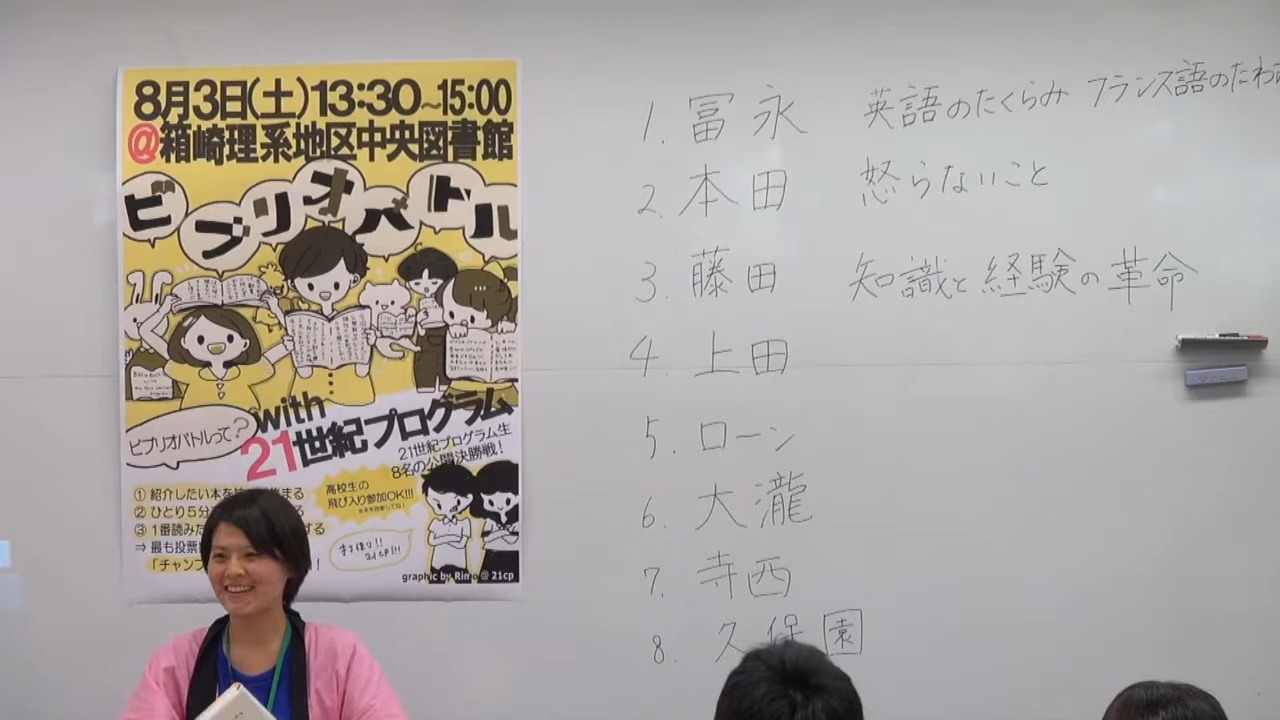 8月3日(土)13:30~15:00
@箱崎理系地区中央図書館
ビブリオバトル
with
21世紀プログラム
ビブリオバトルって?
21世紀プログラム生
8名の公開決勝戦!
高校生の
飛び入り参加OK!!!
① 紹介したい本を
② ひとり5分
③ 1番読みた
⇒ 最も投票
「チャンプ
graphic by Rimo @ 21cp
1. 冨永 英語のたくらみ フランス語のたわむ
2. 本田 怒らないこと
3. 藤田 知識と経験の革命
4. 上田
5. ローン
6. 大瀧
7. 寺西
8. 久保園